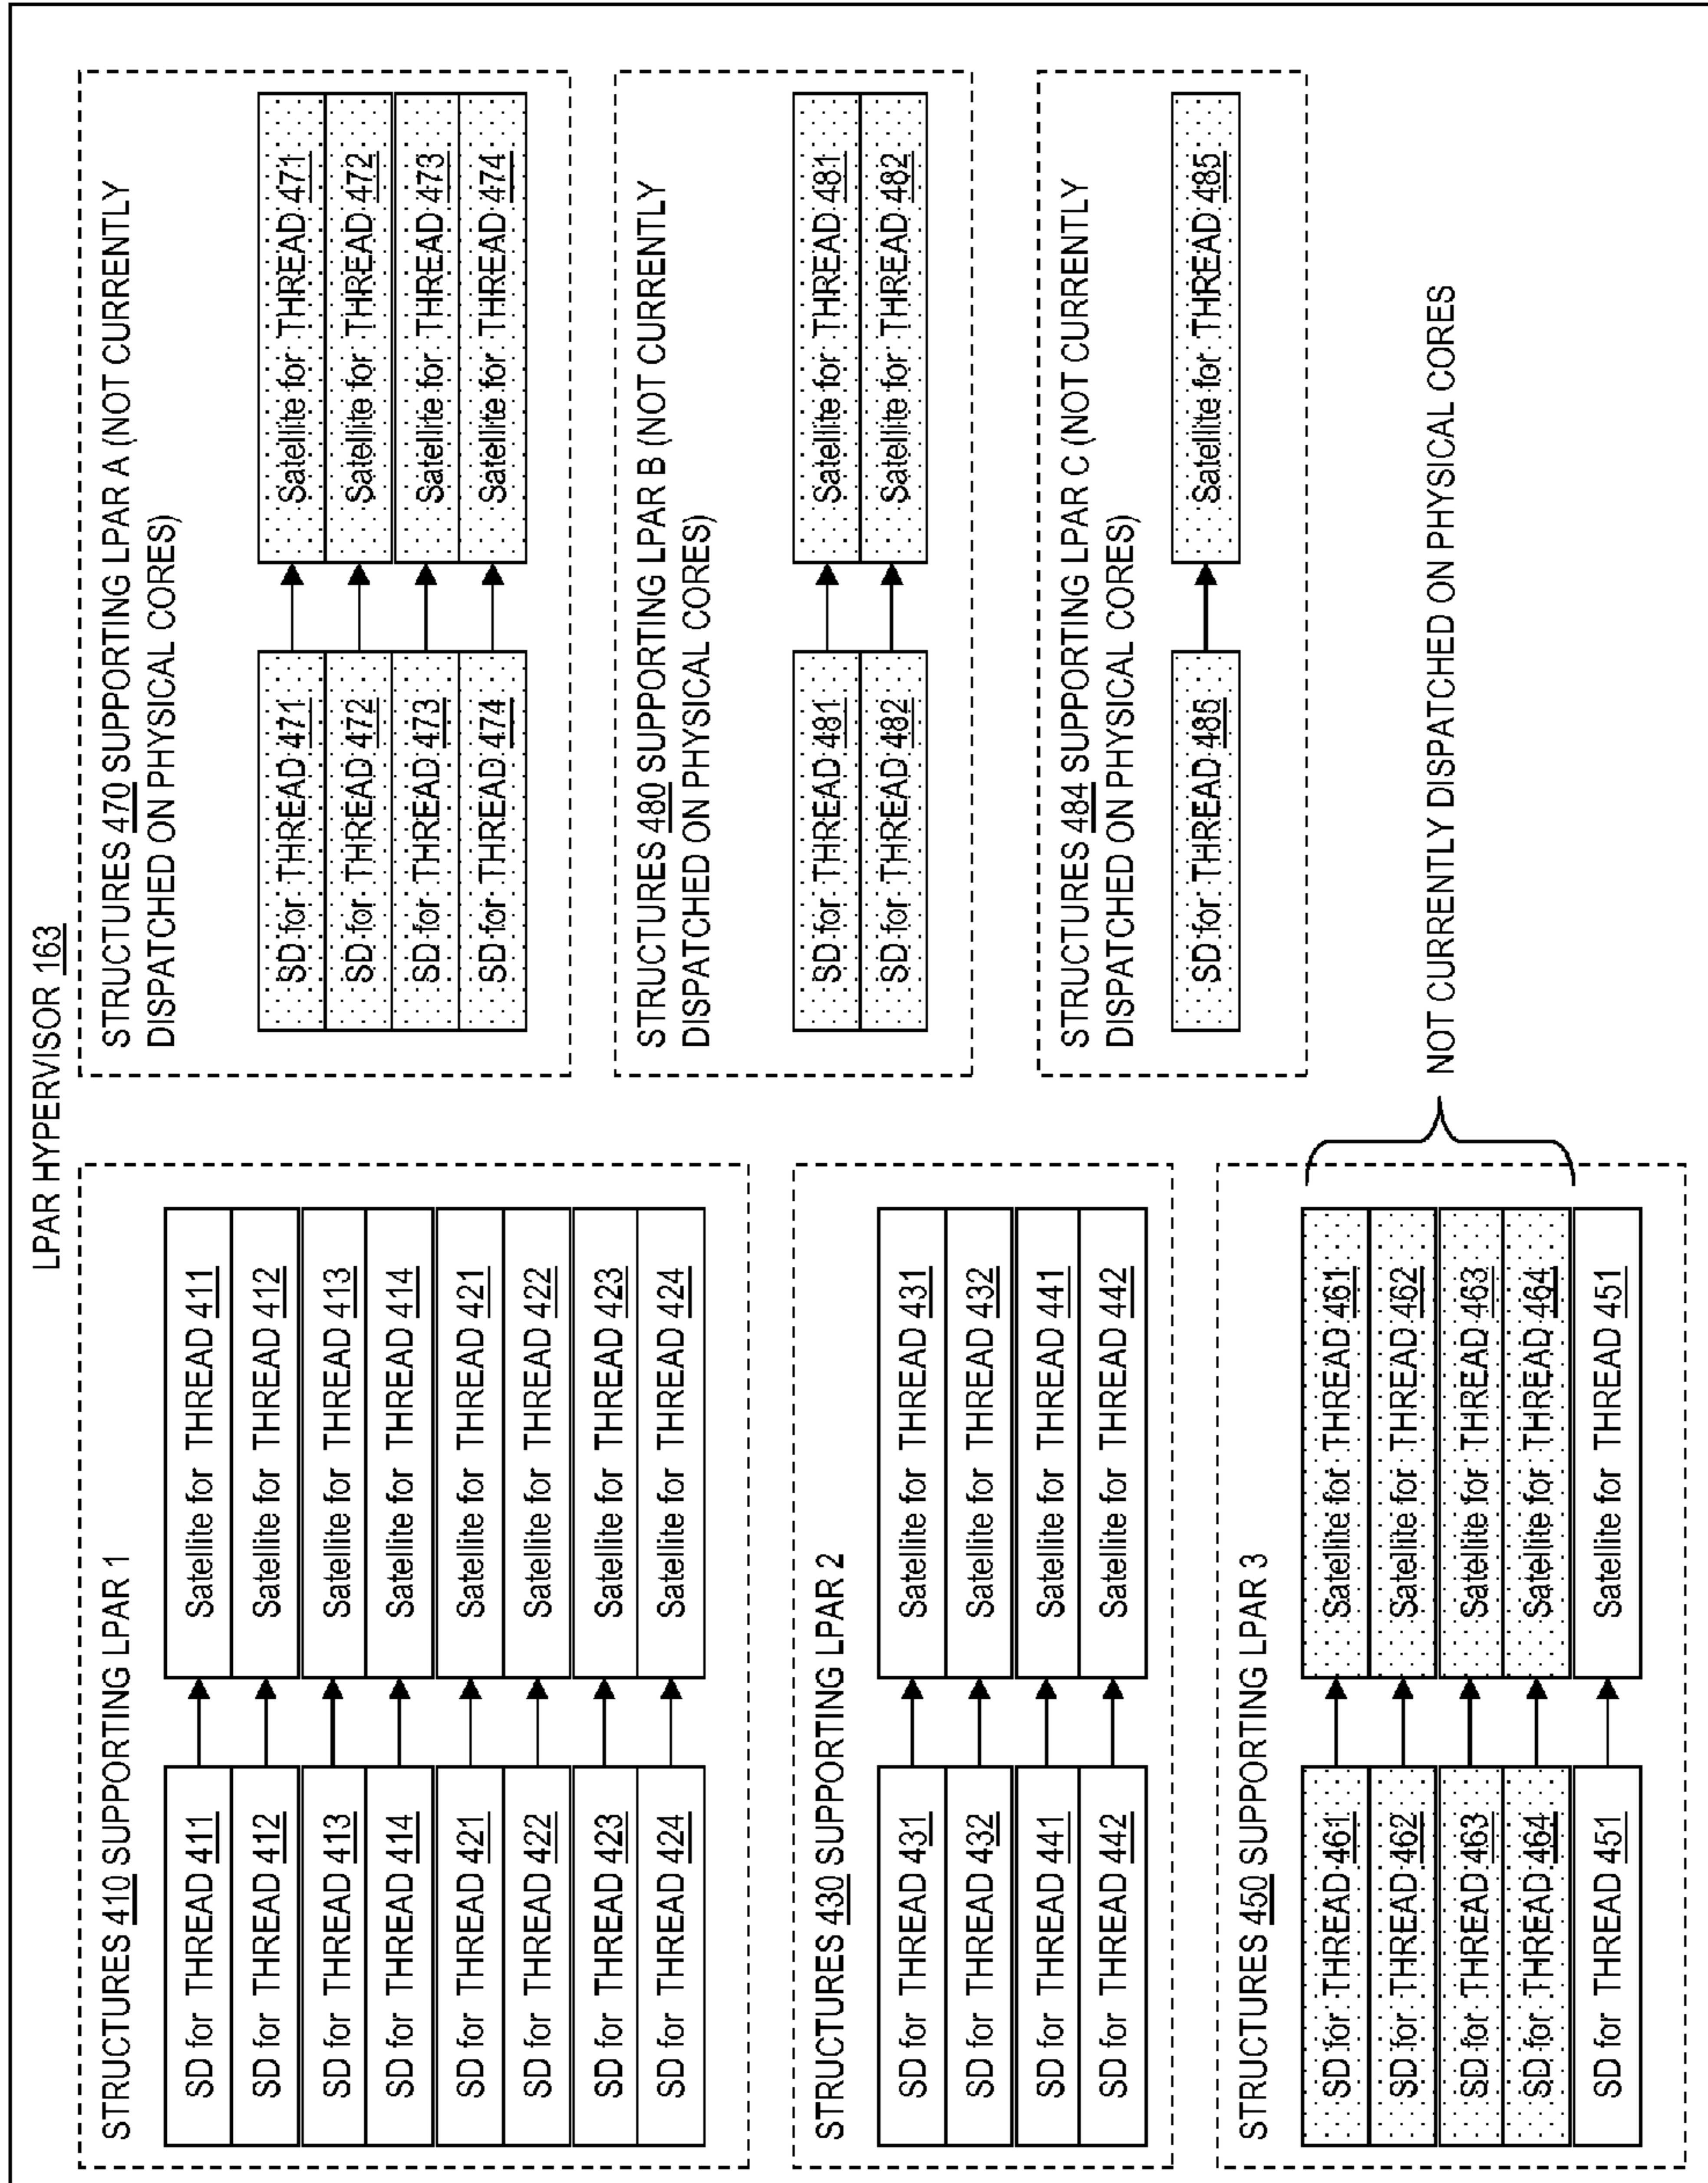 LPAR HYPERVISOR 163
STRUCTURES 410 SUPPORTING LPAR 1
SD for THREAD 411
Satellite for THREAD 411
SD for THREAD 412
Satellite for THREAD 412
SD for THREAD 413
Satellite for THREAD 413
SD for THREAD 414
Satellite for THREAD 414
SD for THREAD 421
Satellite for THREAD 421
SD for THREAD 422
Satellite for THREAD 422
SD for THREAD 423
Satellite for THREAD 423
SD for THREAD 424
Satellite for THREAD 424
STRUCTURES 430 SUPPORTING LPAR 2
SD for THREAD 431
Satellite for THREAD 431
SD for THREAD 432
Satellite for THREAD 432
SD for THREAD 441
Satellite for THREAD 441
SD for THREAD 442
Satellite for THREAD 442
STRUCTURES 450 SUPPORTING LPAR 3
SD for THREAD 461
Satellite for THREAD 461
SD for THREAD 462
Satellite for THREAD 462
SD for THREAD 463
Satellite for THREAD 463
SD for THREAD 464
Satellite for THREAD 464
SD for THREAD 451
Satellite for THREAD 451
STRUCTURES 470 SUPPORTING LPAR A (NOT CURRENTLY
DISPATCHED ON PHYSICAL CORES)
SD for THREAD 471
Satellite for THREAD 471
SD for THREAD 472
Satellite for THREAD 472
SD for THREAD 473
Satellite for THREAD 473
SD for THREAD 474
Satellite for THREAD 474
STRUCTURES 480 SUPPORTING LPAR B (NOT CURRENTLY
DISPATCHED ON PHYSICAL CORES)
SD for THREAD 481
Satellite for THREAD 481
SD for THREAD 482
Satellite for THREAD 482
STRUCTURES 484 SUPPORTING LPAR C (NOT CURRENTLY
DISPATCHED ON PHYSICAL CORES)
SD for THREAD 485
Satellite for THREAD 485
NOT CURRENTLY DISPATCHED ON PHYSICAL CORES